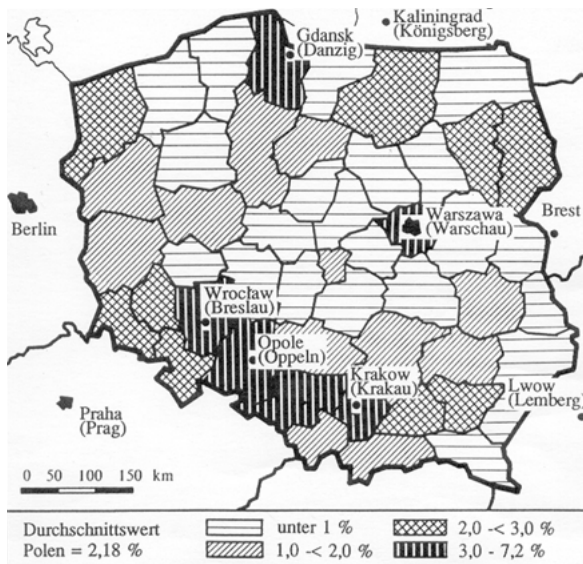 Kaliningrad
(Königsberg)
Gdansk
(Danzig)
Berlin
Warszawa
(Warschau)
Brest
Wrocław
(Breslau)
Opole
(Oppeln)
Krakow
(Krakau)
Lwow
(Lemberg)
Praha
(Prag)
0 50 100 150 km
Durchschnittswert
Polen = 2,18 %
unter 1 %
1,0 -< 2,0 %
2,0 -< 3,0 %
3,0 - 7,2 %